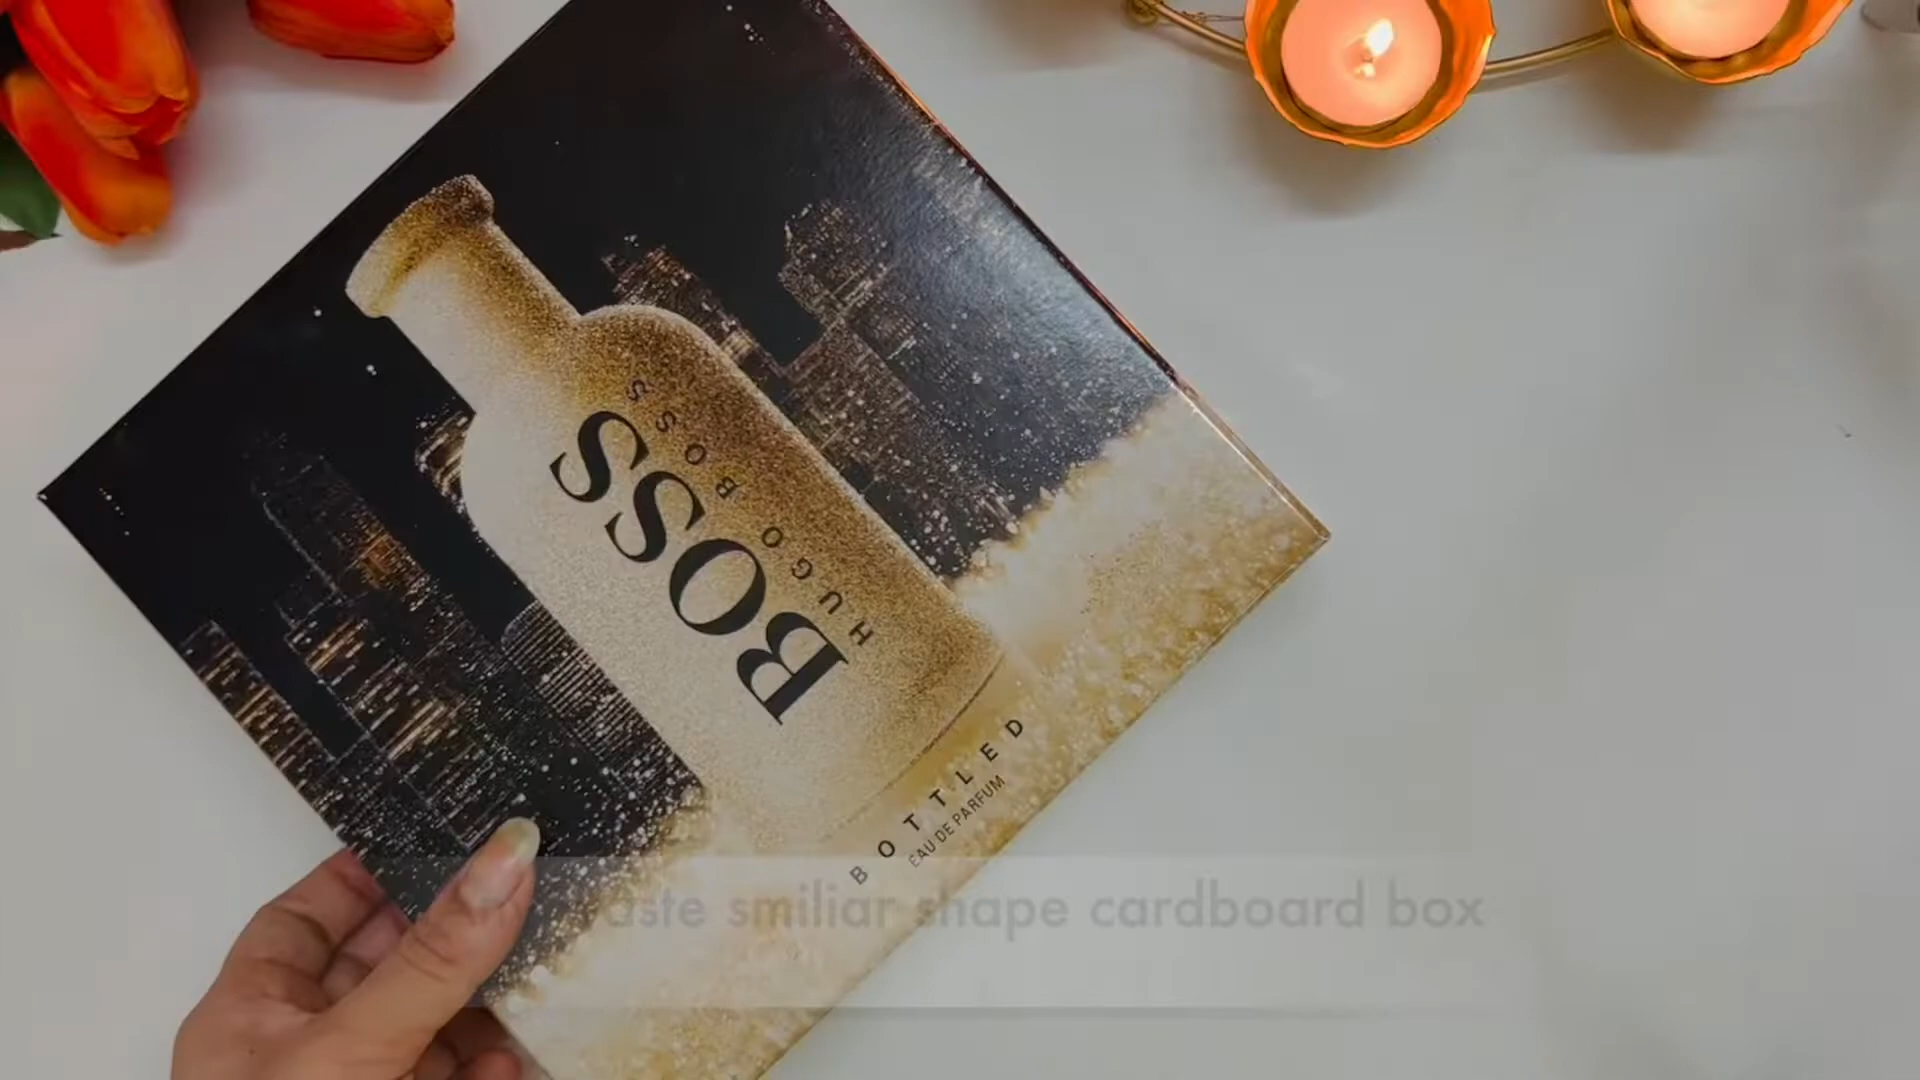 BOSS
HUGO BOSS
BOTTLED
EAU DE PARFUM
smiliar shape cardboard box